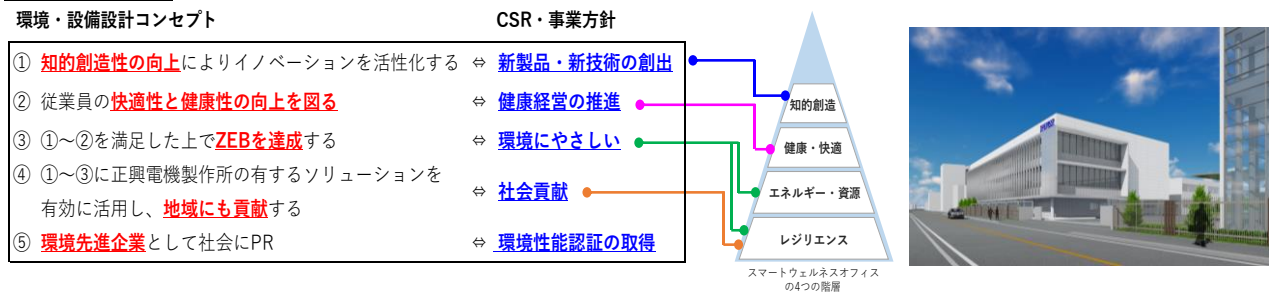 環境・設備設計コンセプト
CSR・事業方針
① 知的創造性の向上によりイノベーションを活性化する ⇔ 新製品・新技術の創出
② 従業員の快適性と健康性の向上を図る ⇔ 健康経営の推進
③ ①～②を満足した上でZEBを達成する ⇔ 環境にやさしい
④ ①～③に正興電機製作所の有するソリューションを
有効に活用し、地域にも貢献する ⇔ 社会貢献
⑤ 環境先進企業として社会にPR ⇔ 環境性能認証の取得
知的創造
健康・快適
エネルギー・資源
レジリエンス
スマートウェルネスオフィス
の4つの階層